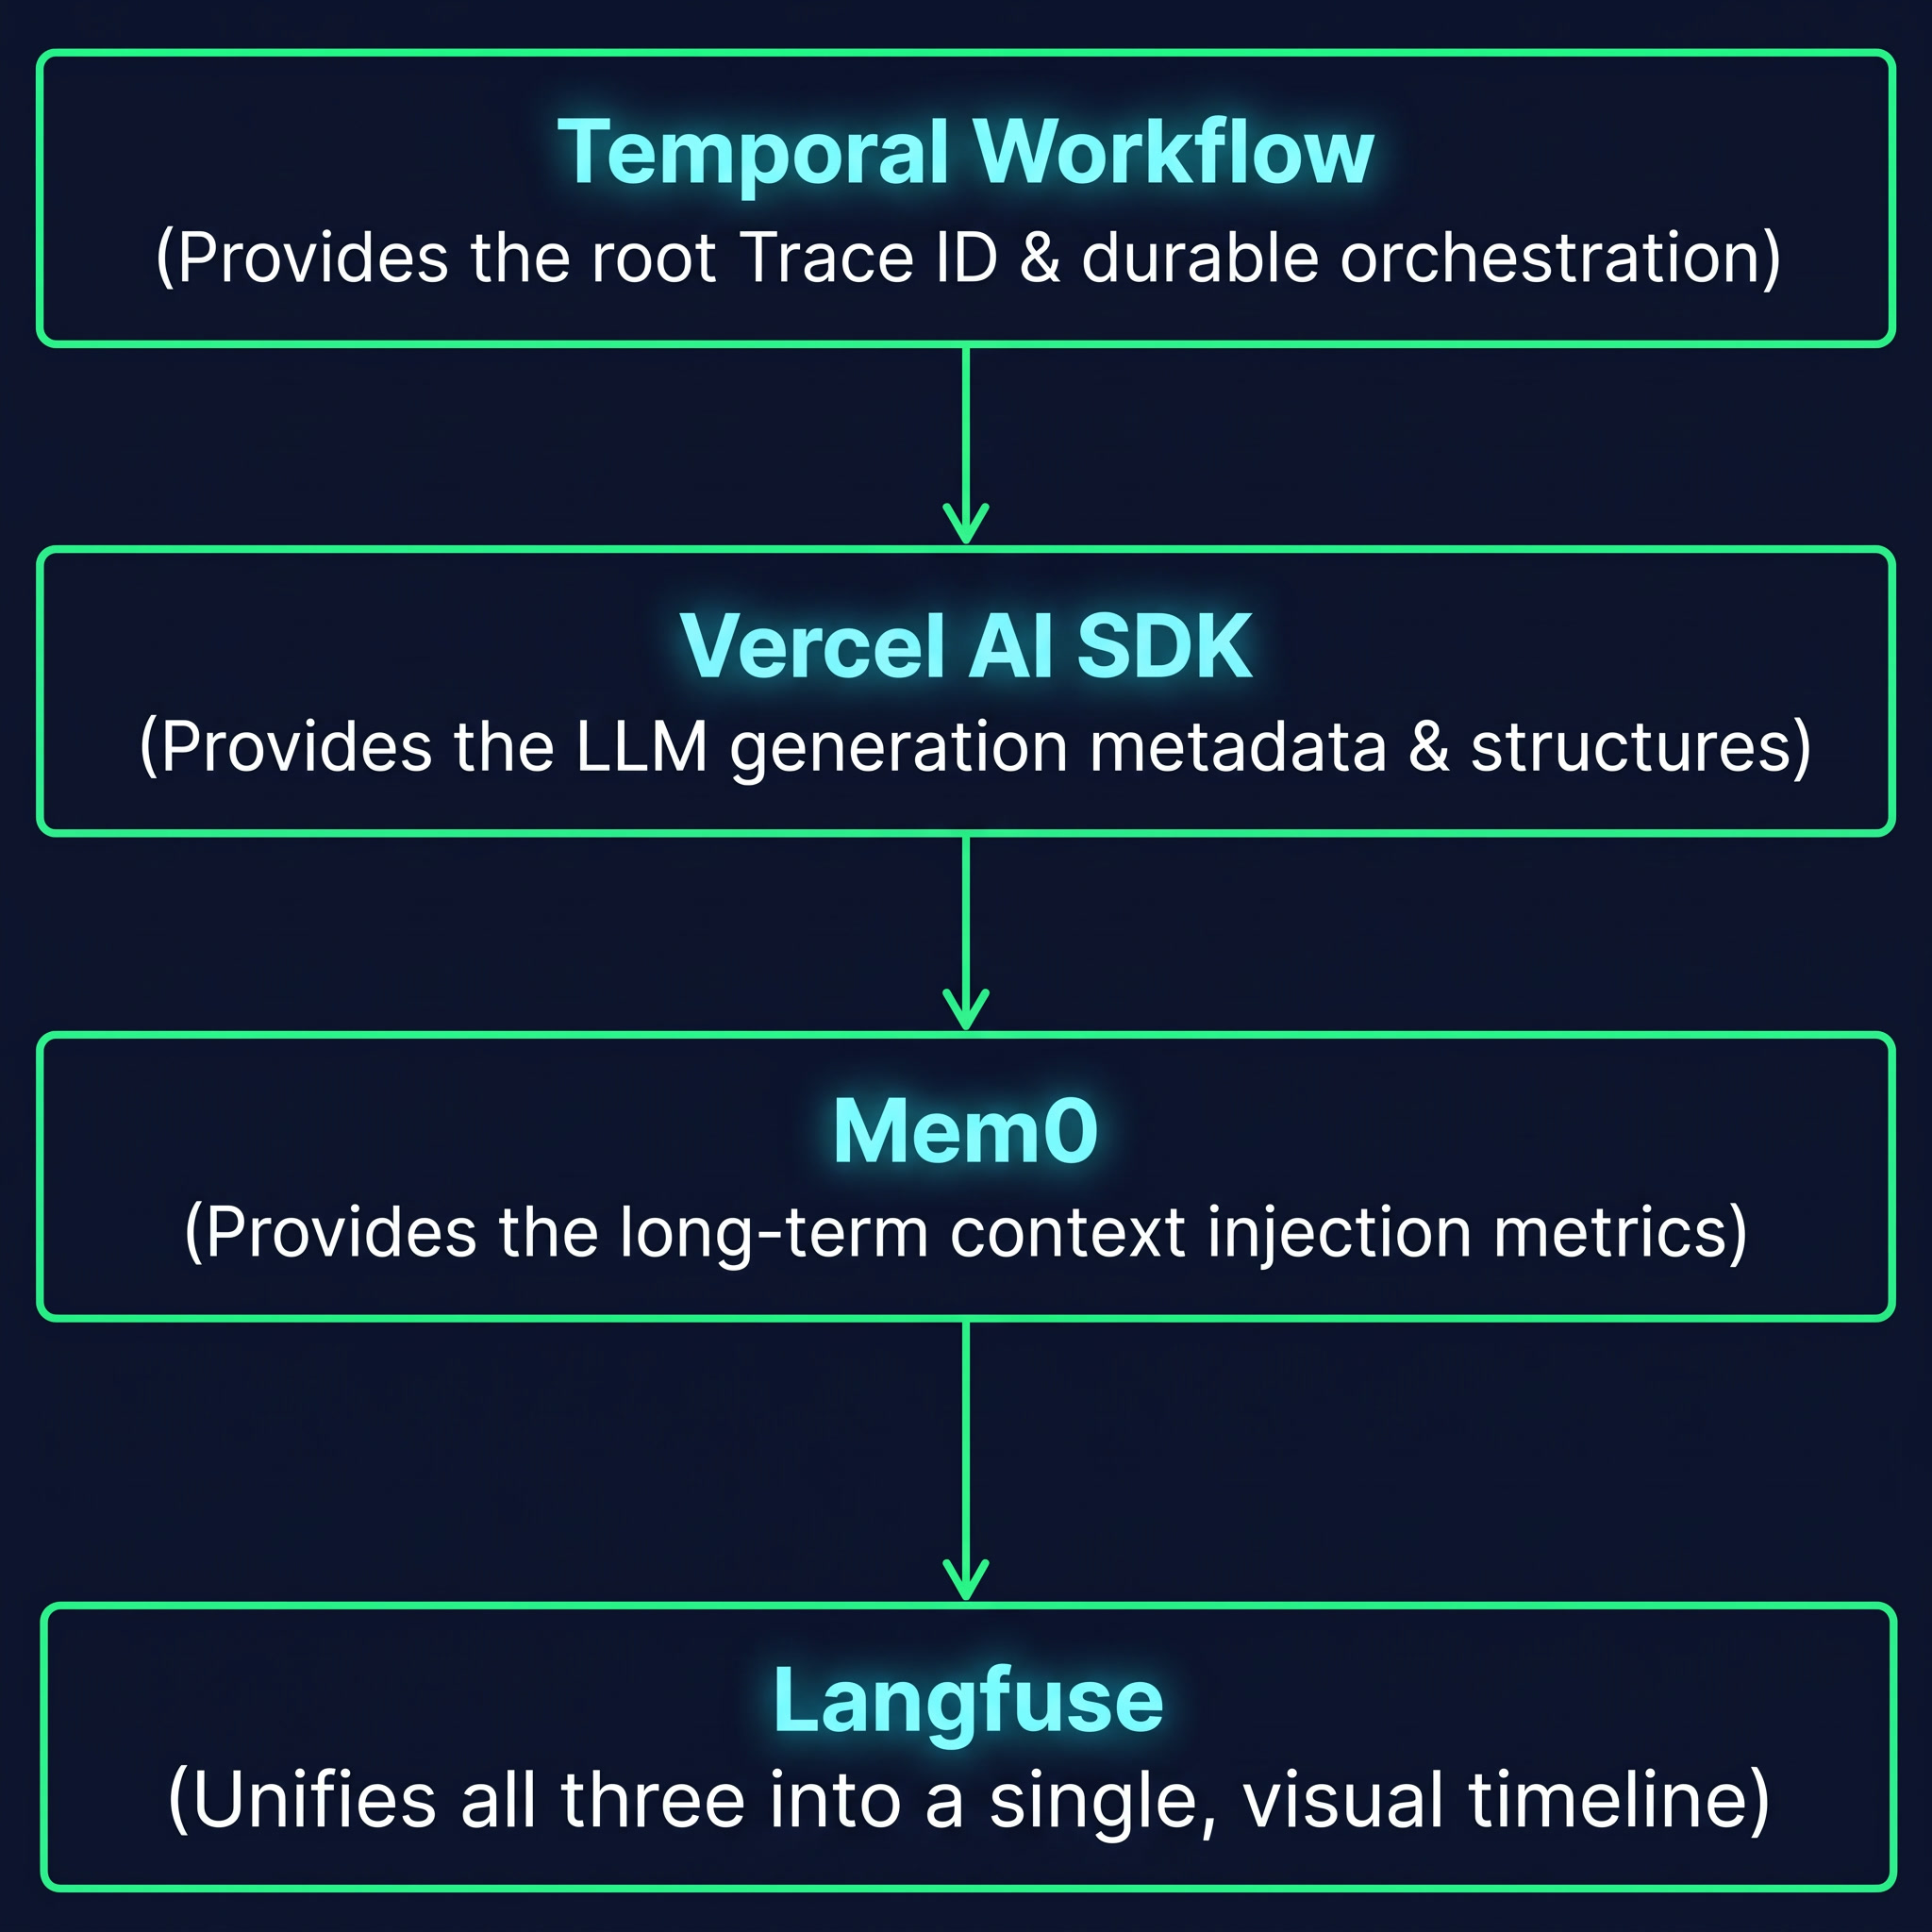 Temporal Workflow
(Provides the root Trace ID & durable orchestration)
Vercel AI SDK
(Provides the LLM generation metadata & structures)
Mem0
(Provides the long-term context injection metrics)
Langfuse
(Unifies all three into a single, visual timeline)